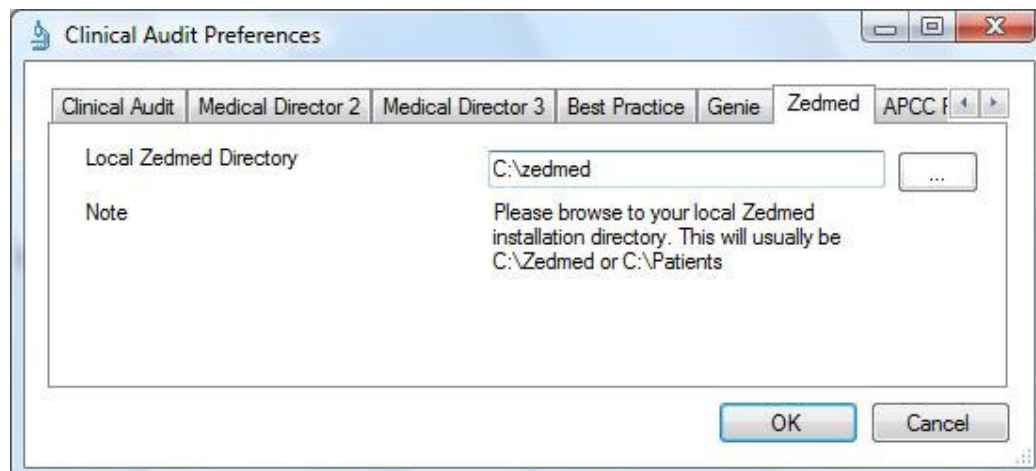 Clinical Audit Preferences
Clinical Audit Medical Director 2 Medical Director 3 Best Practice Genie Zedmed APCC
Local Zedmed Directory C:\zedmed ...
Note Please browse to your local Zedmed
installation directory. This will usually be
C:\Zedmed or C:\Patients
OK Cancel